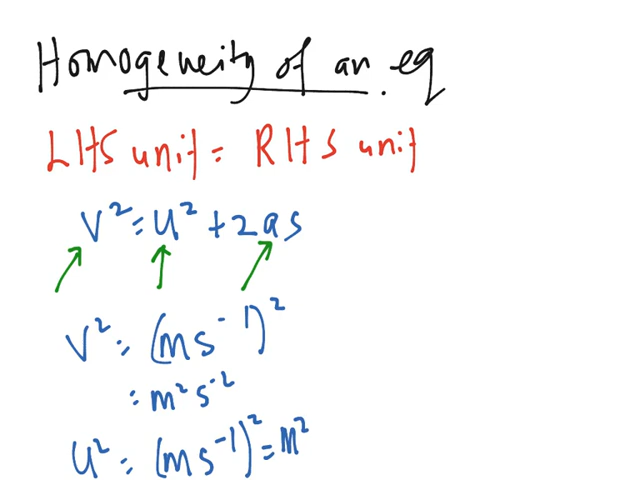 Homogeneity of an eq
LHS unit = RHS unit
v² = u² + 2as
v² = (ms⁻¹)²
= m²s⁻²
u² = (ms⁻¹)² = m²